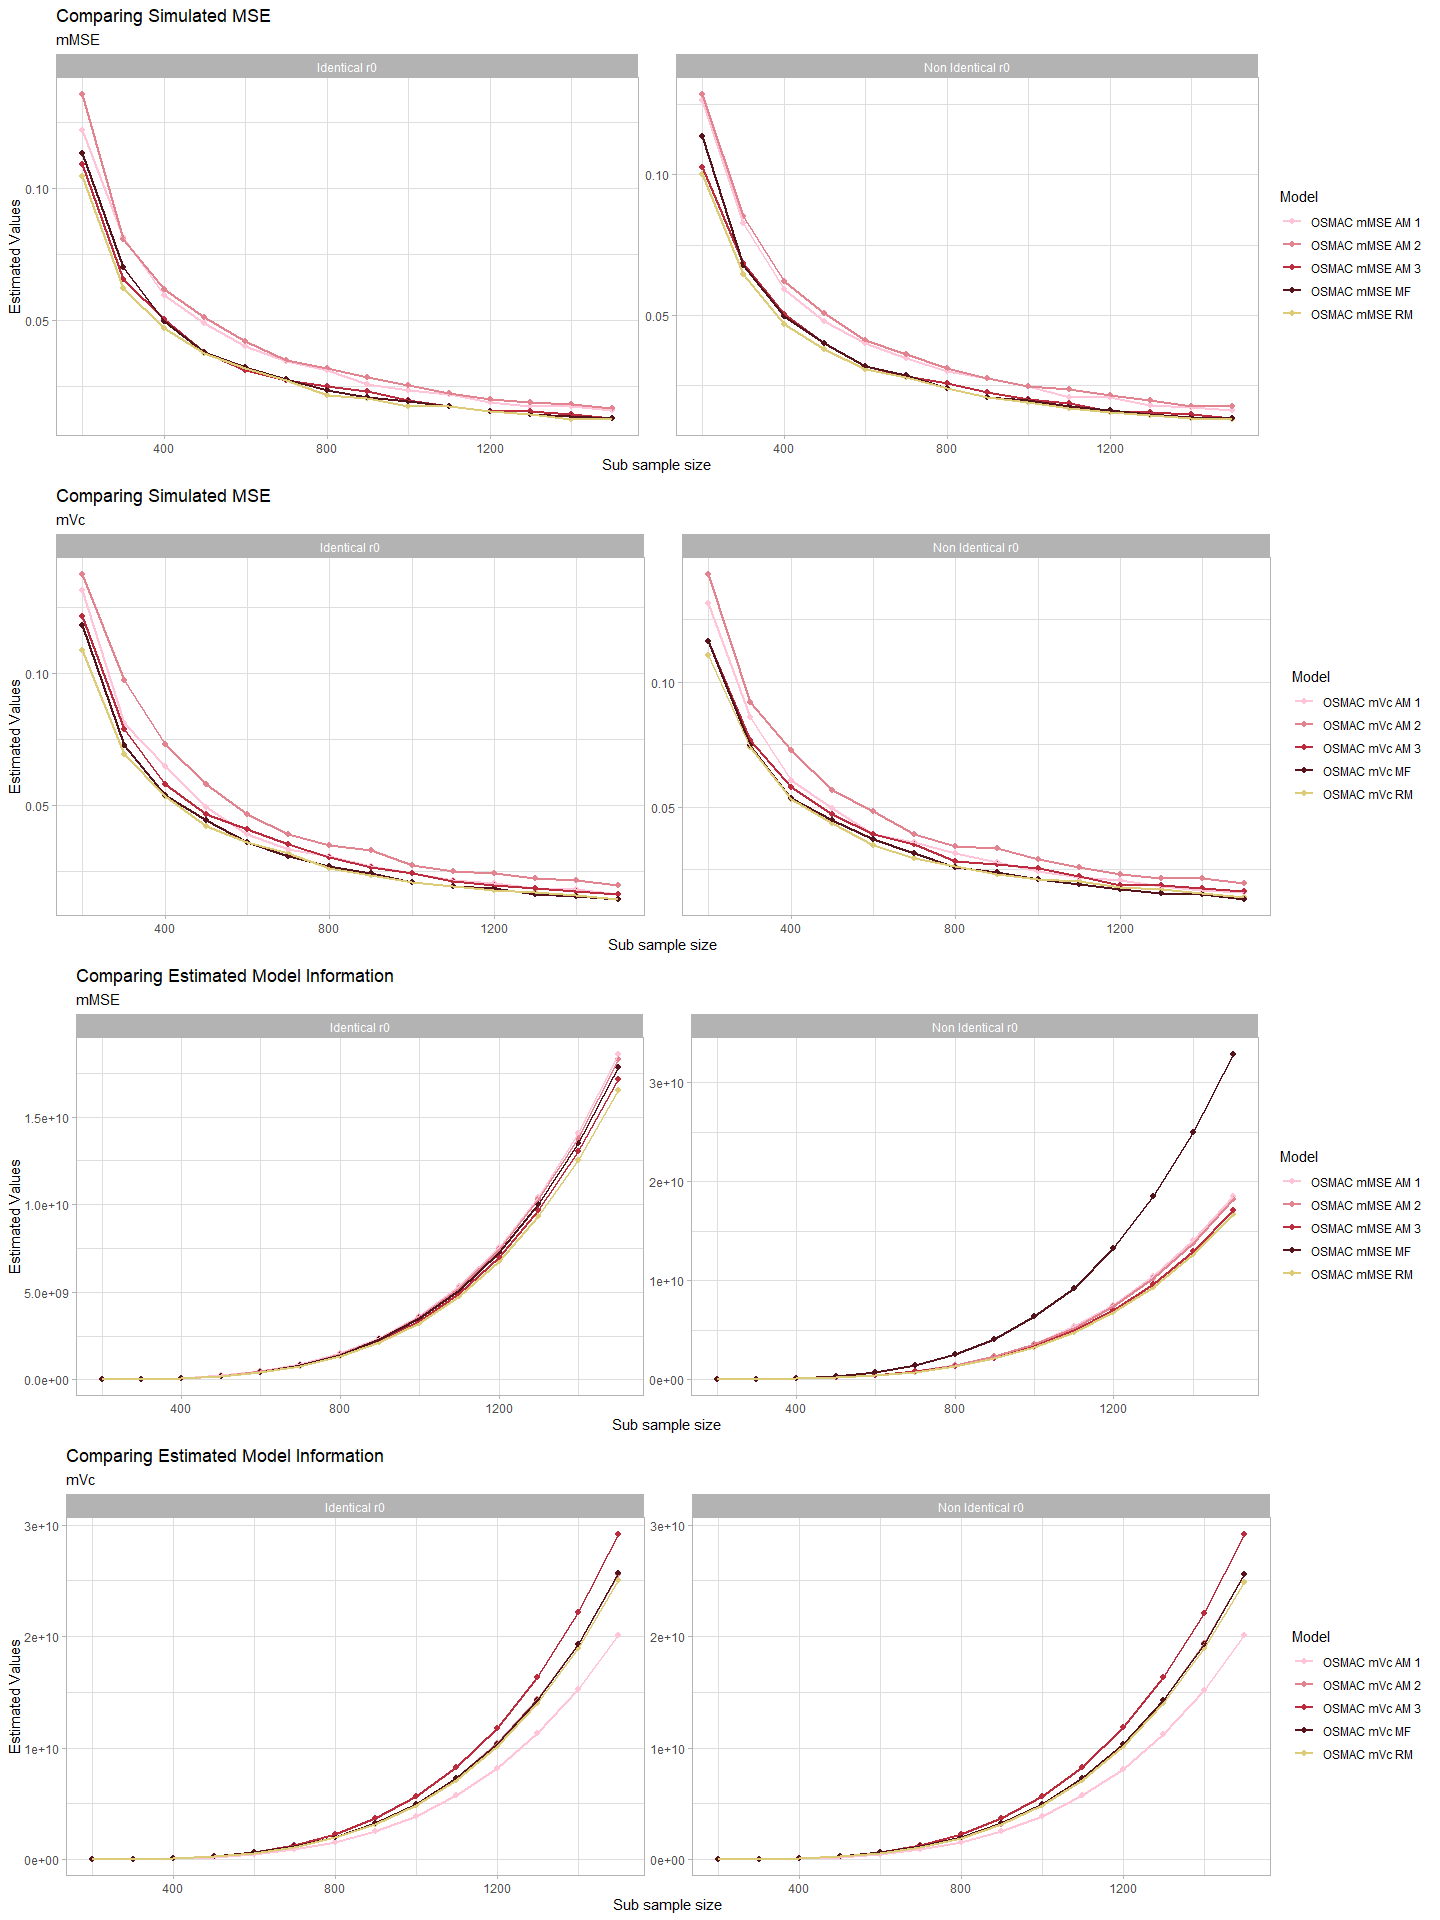 Comparing Simulated MSE
mMSE
Identical r0
Non Identical r0
0.10
0.05
0.10
0.05
Estimated Values
400
800
1200
400
800
1200
Sub sample size
Model
OSMAC mMSE AM 1
OSMAC mMSE AM 2
OSMAC mMSE AM 3
OSMAC mMSE MF
OSMAC mMSE RM
Comparing Simulated MSE
mVc
Identical r0
Non Identical r0
0.10
0.05
0.10
0.05
Estimated Values
400
800
1200
400
800
1200
Sub sample size
Model
OSMAC mVc AM 1
OSMAC mVc AM 2
OSMAC mVc AM 3
OSMAC mVc MF
OSMAC mVc RM
Comparing Estimated Model Information
mMSE
Identical r0
Non Identical r0
1.5e+10
1.0e+10
5.0e+09
0.0e+00
3e+10
2e+10
1e+10
0e+00
Estimated Values
400
800
1200
400
800
1200
Sub sample size
Model
OSMAC mMSE AM 1
OSMAC mMSE AM 2
OSMAC mMSE AM 3
OSMAC mMSE MF
OSMAC mMSE RM
Comparing Estimated Model Information
mVc
Identical r0
Non Identical r0
3e+10
2e+10
1e+10
0e+00
3e+10
2e+10
1e+10
0e+00
Estimated Values
400
800
1200
400
800
1200
Sub sample size
Model
OSMAC mVc AM 1
OSMAC mVc AM 2
OSMAC mVc AM 3
OSMAC mVc MF
OSMAC mVc RM